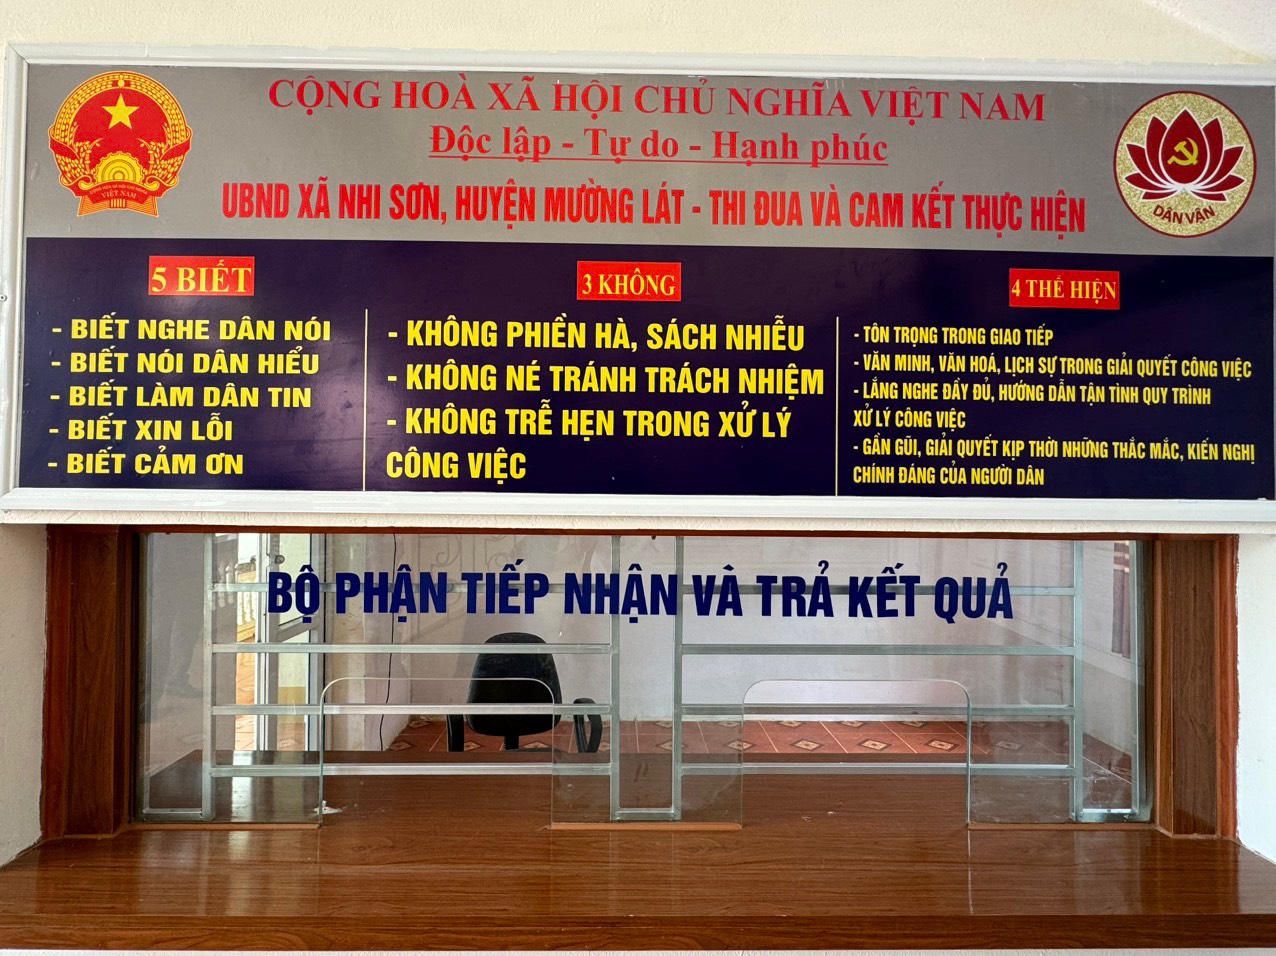 CỘNG HOÀ XÃ HỘI CHỦ NGHĨA VIỆT NAM
Độc lập - Tự do - Hạnh phúc
UBND XÃ NHI SƠN, HUYỆN MƯỜNG LÁT - THI ĐUA VÀ CAM KẾT THỰC HIỆN
VIỆT NAM
DÂN VẬN
5 BIẾT
- BIẾT NGHE DÂN NÓI
- BIẾT NÓI DÂN HIỂU
- BIẾT LÀM DÂN TIN
- BIẾT XIN LỖI
- BIẾT CẢM ƠN
3 KHÔNG
- KHÔNG PHIỀN HÀ, SÁCH NHIỄU
- KHÔNG NÉ TRÁNH TRÁCH NHIỆM
- KHÔNG TRỄ HẸN TRONG XỬ LÝ
CÔNG VIỆC
4 THỂ HIỆN
- TÔN TRỌNG TRONG GIAO TIẾP
- VĂN MINH, VĂN HOÁ, LỊCH SỰ TRONG GIẢI QUYẾT CÔNG VIỆC
- LẮNG NGHE ĐẦY ĐỦ, HƯỚNG DẪN TẬN TÌNH QUY TRÌNH
XỬ LÝ CÔNG VIỆC
- GẦN GŨI, GIẢI QUYẾT KỊP THỜI NHỮNG THẮC MẮC, KIẾN NGHỊ
CHÍNH ĐÁNG CỦA NGƯỜI DÂN
BỘ PHẬN TIẾP NHẬN VÀ TRẢ KẾT QUẢ